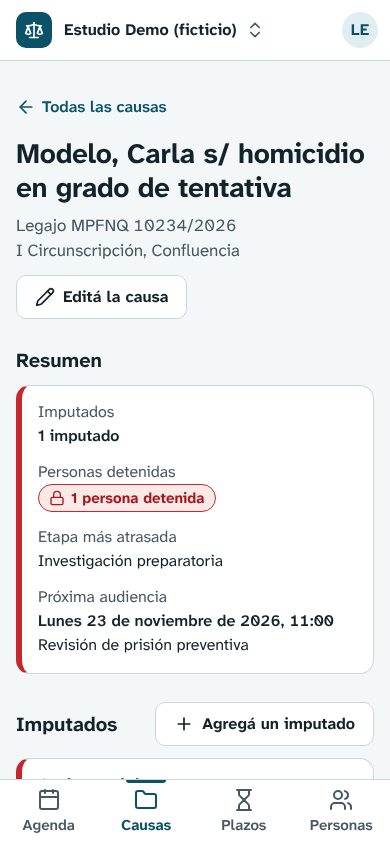 Estudio Demo (ficticio)
LE
Todas las causas
Modelo, Carla s/ homicidio
en grado de tentativa
Legajo MPFNQ 10234/2026
I Circunscripción, Confluencia
Editá la causa
Resumen
Imputados
1 imputado
Personas detenidas
1 persona detenida
Etapa más atrasada
Investigación preparatoria
Próxima audiencia
Lunes 23 de noviembre de 2026, 11:00
Revisión de prisión preventiva
Imputados
Agregá un imputado
Agenda
Causas
Plazos
Personas